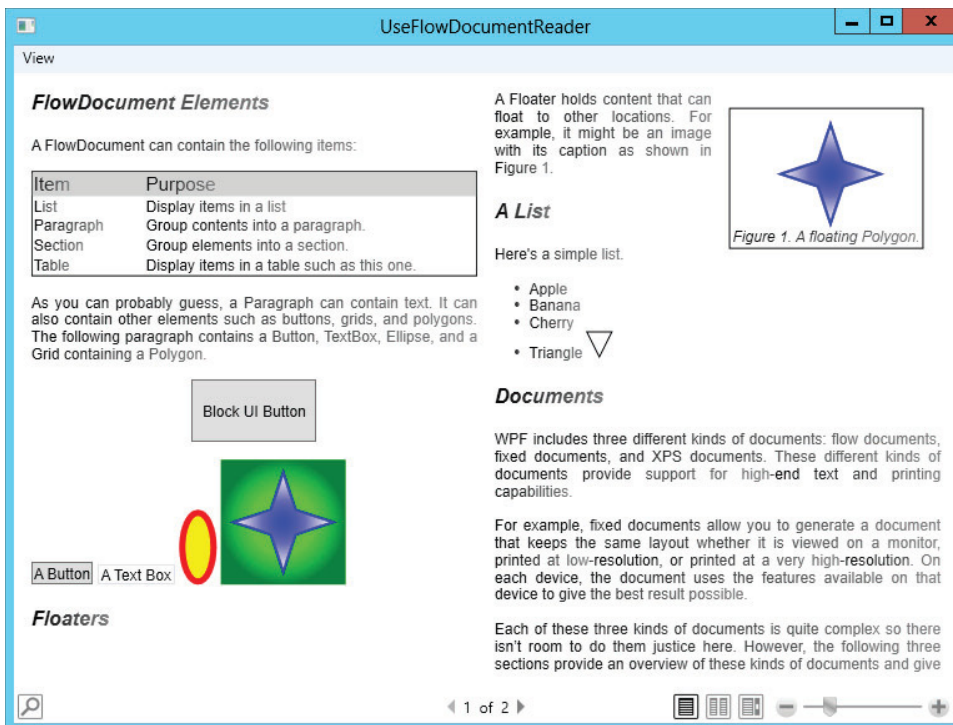 UseFlowDocumentReader
View
FlowDocument Elements
A FlowDocument can contain the following items:
Item Purpose
List Display items in a list
Paragraph Group contents into a paragraph.
Section Group elements into a section.
Table Display items in a table such as this one.
As you can probably guess, a Paragraph can contain text. It can
also contain other elements such as buttons, grids, and polygons.
The following paragraph contains a Button, TextBox, Ellipse, and a
Grid containing a Polygon.
Block UI Button
A Button A Text Box
Floaters
A Floater holds content that can
float to other locations. For
example, it might be an image
with its caption as shown in
Figure 1.
Figure 1. A floating Polygon.
A List
Here's a simple list.
• Apple
• Banana
• Cherry
• Triangle
Documents
WPF includes three different kinds of documents: flow documents,
fixed documents, and XPS documents. These different kinds of
documents provide support for high-end text and printing
capabilities.
For example, fixed documents allow you to generate a document
that keeps the same layout whether it is viewed on a monitor,
printed at low-resolution, or printed at a very high-resolution. On
each device, the document uses the features available on that
device to give the best result possible.
Each of these three kinds of documents is quite complex so there
isn't room to do them justice here. However, the following three
sections provide an overview of these kinds of documents and give
1 of 2